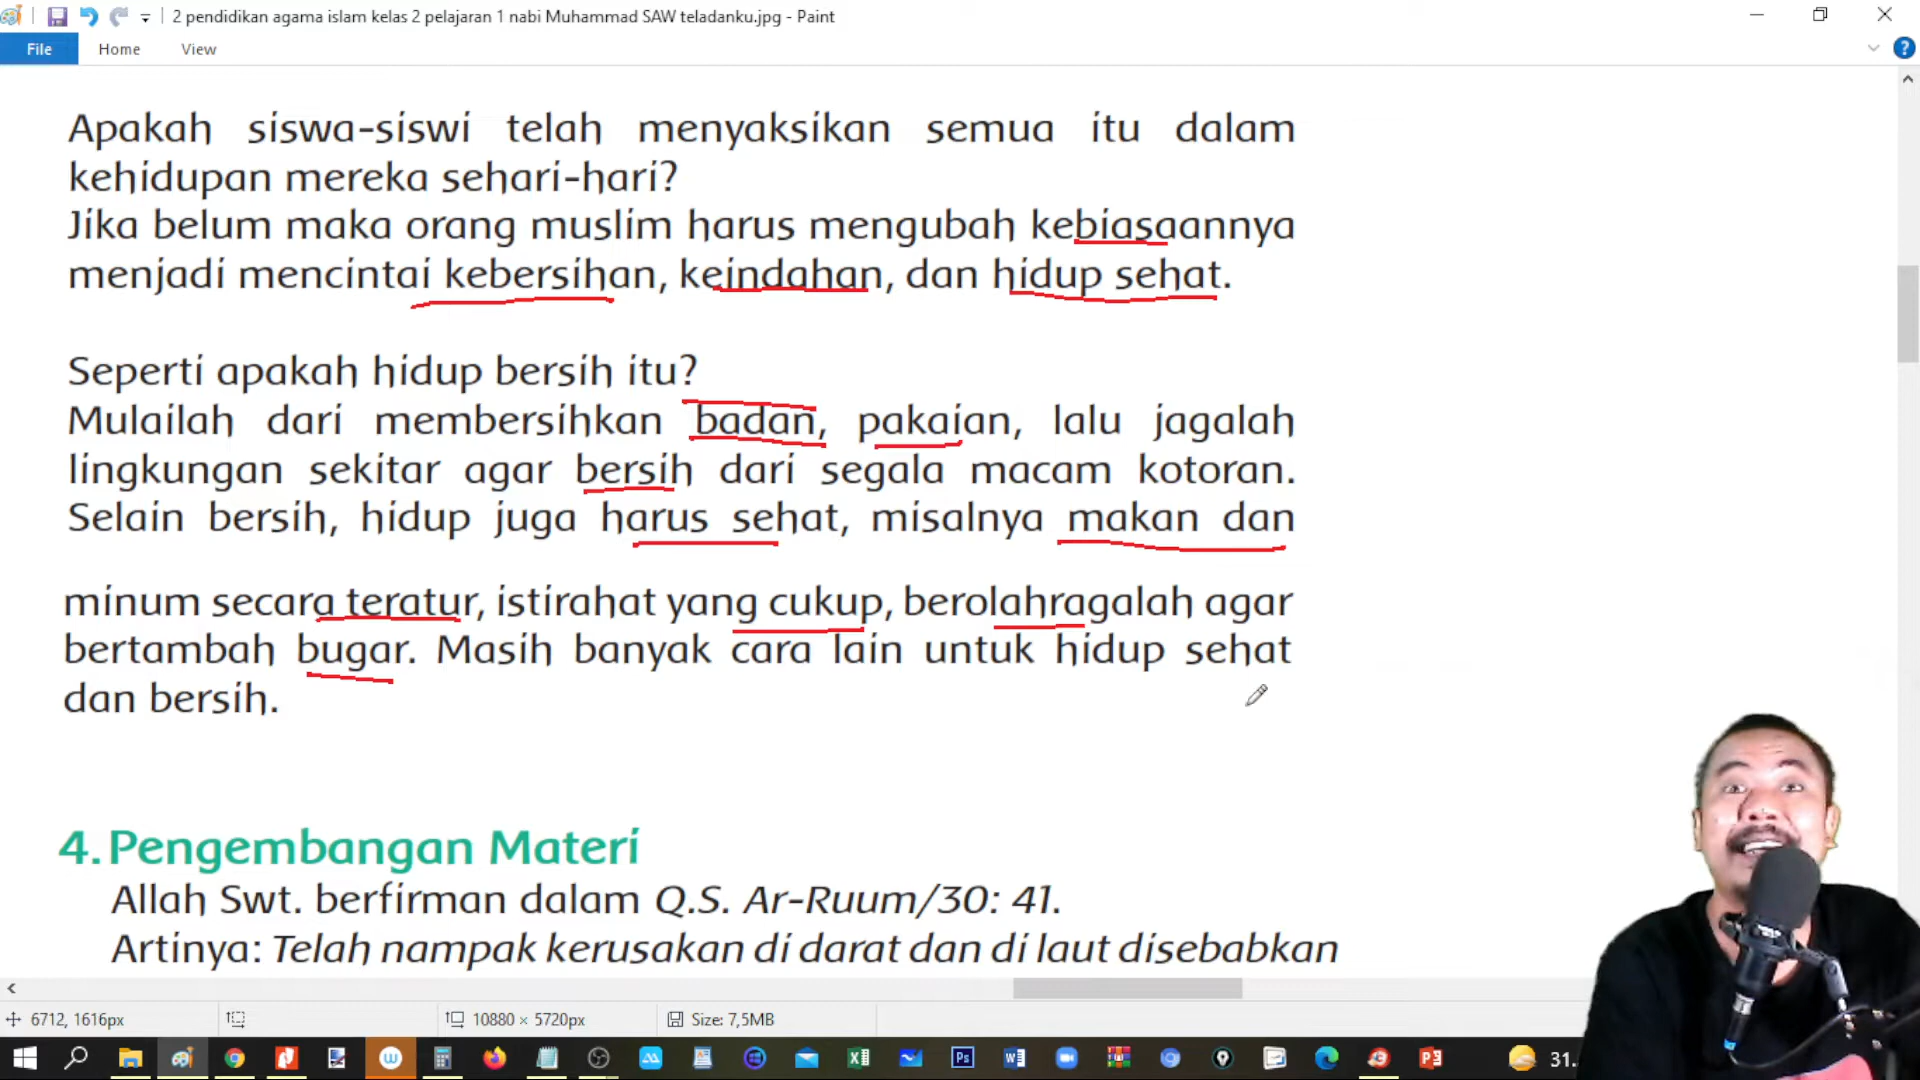 2 pendidikan agama islam kelas 2 pelajaran 1 nabi Muhammad SAW teladanku.jpg - Paint
File Home View
Apakah siswa-siswi telah menyaksikan semua itu dalam
kehidupan mereka sehari-hari?
Jika belum maka orang muslim harus mengubah kebiasaannya
menjadi mencintai kebersihan, keindahan, dan hidup sehat.
Seperti apakah hidup bersih itu?
Mulailah dari membersihkan badan, pakaian, lalu jagalah
lingkungan sekitar agar bersih dari segala macam kotoran.
Selain bersih, hidup juga harus sehat, misalnya makan dan
minum secara teratur, istirahat yang cukup, berolahragalah agar
bertambah bugar. Masih banyak cara lain untuk hidup sehat
dan bersih.
4. Pengembangan Materi
Allah Swt. berfirman dalam Q.S. Ar-Ruum/30: 41.
Artinya: Telah nampak kerusakan di darat dan di laut disebabkan
6712, 1616px 10880 × 5720px Size: 7,5MB
31.